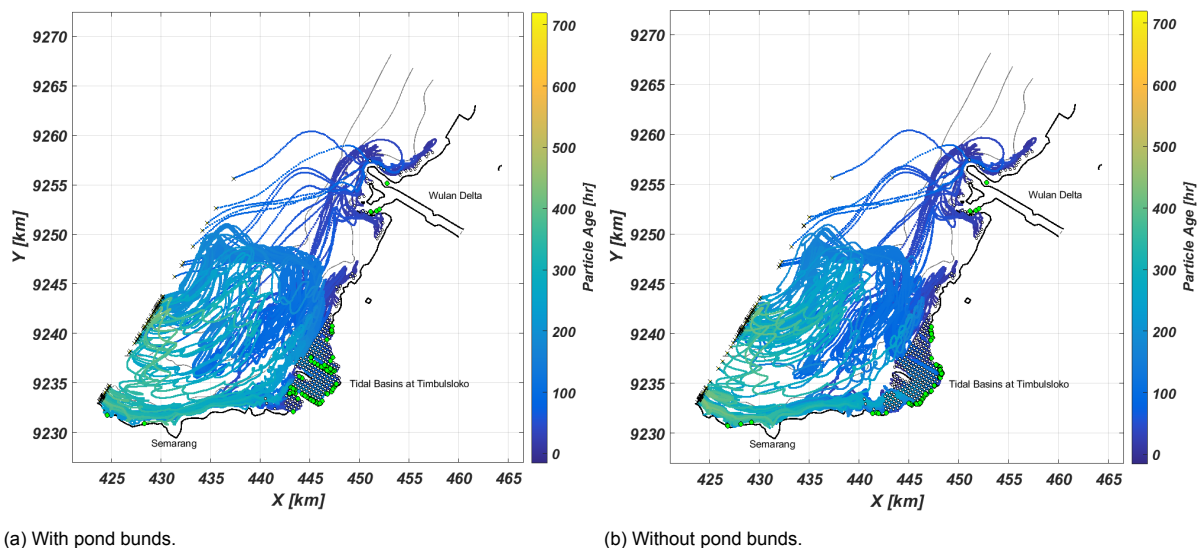 9270
9265
9260
9255
9250
9245
9240
9235
9230
Y [km]
425 430 435 440 445 450 455 460 465
X [km]
Wulan Delta
Tidal Basins at Timbulsloko
Semarang
700
600
500
400
300
200
100
0
Particle Age [hr]
(a) With pond bunds.
9270
9265
9260
9255
9250
9245
9240
9235
9230
Y [km]
425 430 435 440 445 450 455 460 465
X [km]
Wulan Delta
Tidal Basins at Timbulsloko
Semarang
700
600
500
400
300
200
100
0
Particle Age [hr]
(b) Without pond bunds.